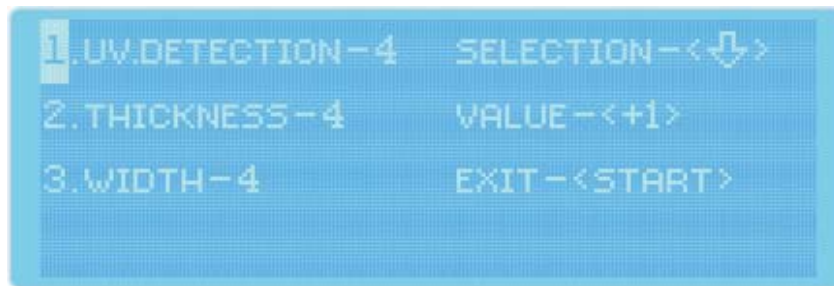 1.UV.DETECTION-4 SELECTION-<⇩>
2.THICKNESS-4 VALUE-<+1>
3.WIDTH-4 EXIT-<START>